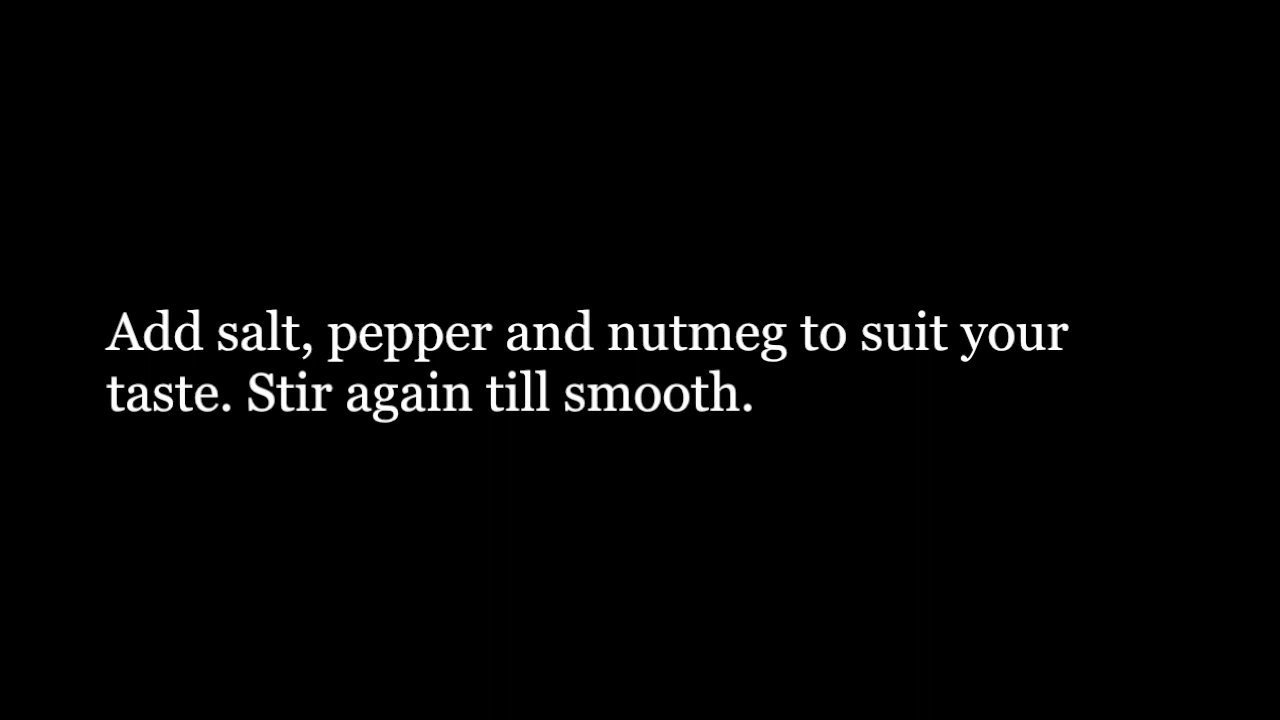 Add salt, pepper and nutmeg to suit your
taste. Stir again till smooth.